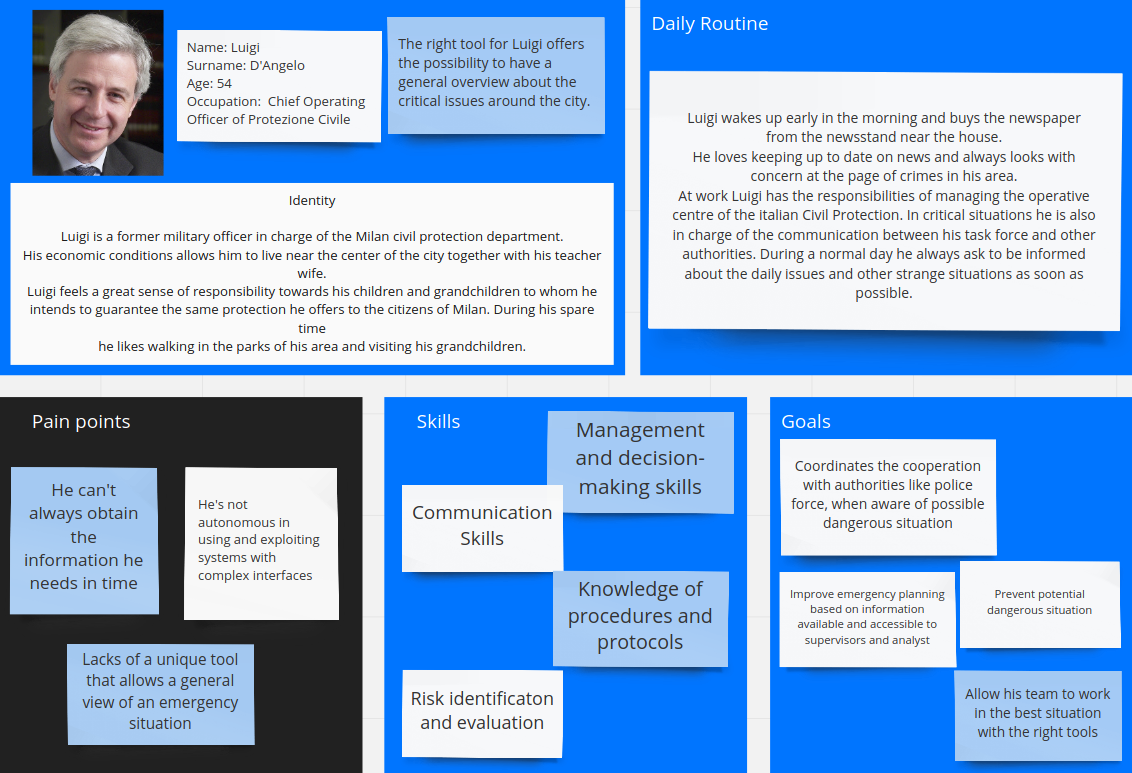 Name: Luigi
Surname: D'Angelo
Age: 54
Occupation:  Chief Operating
Officer of Protezione Civile
The right tool for Luigi offers
the possibility to have a
general overview about the
critical issues around the city.
Identity
Luigi is a former military officer in charge of the Milan civil protection department.
His economic conditions allows him to live near the center of the city together with his teacher
wife.
Luigi feels a great sense of responsibility towards his children and grandchildren to whom he
intends to guarantee the same protection he offers to the citizens of Milan. During his spare
time
he likes walking in the parks of his area and visiting his grandchildren.
Daily Routine
Luigi wakes up early in the morning and buys the newspaper
from the newsstand near the house.
He loves keeping up to date on news and always looks with
concern at the page of crimes in his area.
At work Luigi has the responsibilities of managing the operative
centre of the italian Civil Protection. In critical situations he is also
in charge of the communication between his task force and other
authorities. During a normal day he always ask to be informed
about the daily issues and other strange situations as soon as
possible.
Pain points
He can't
always obtain
the
information he
needs in time
He's not
autonomous in
using and exploiting
systems with
complex interfaces
Lacks of a unique tool
that allows a general
view of an emergency
situation
Skills
Management
and decision-
making skills
Communication
Skills
Knowledge of
procedures and
protocols
Risk identificaton
and evaluation
Goals
Coordinates the cooperation
with authorities like police
force, when aware of possible
dangerous situation
Improve emergency planning
based on information
available and accessible to
supervisors and analyst
Prevent potential
dangerous situation
Allow his team to work
in the best situation
with the right tools